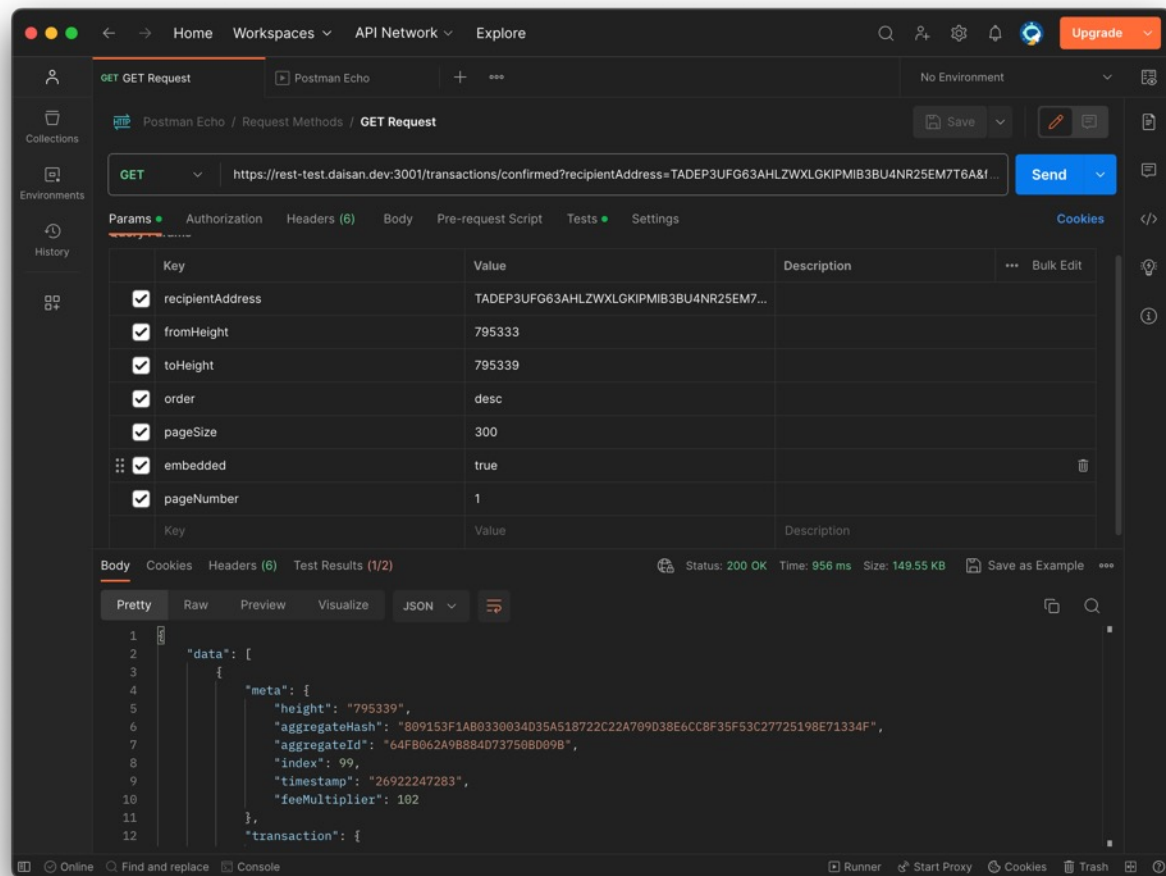 Home Workspaces API Network Explore Upgrade
GET GET Request Postman Echo No Environment
Postman Echo / Request Methods / GET Request Save
Collections
Environments
History
GET https://rest-test.daisan.dev:3001/transactions/confirmed?recipientAddress=TADEP3UFG63AHLZWXLGKIPMIB3BU4NR25EM7T6A&f... Send
Params Authorization Headers (6) Body Pre-request Script Tests Settings Cookies
Key Value Description Bulk Edit
recipientAddress TADEP3UFG63AHLZWXLGKIPMIB3BU4NR25EM7...
fromHeight 795333
toHeight 795339
order desc
pageSize 300
embedded true
pageNumber 1
Key Value Description
Body Cookies Headers (6) Test Results (1/2) Status: 200 OK Time: 956 ms Size: 149.55 KB Save as Example
Pretty Raw Preview Visualize JSON
1 {
2 "data": [
3 {
4 "meta": {
5 "height": "795339",
6 "aggregateHash": "809153F1AB0330034D35A518722C22A709D38E6CC8F35F53C27725198E71334F",
7 "aggregateId": "64FB062A9B884D73750BD09B",
8 "index": 99,
9 "timestamp": "26922247283",
10 "feeMultiplier": 102
11 },
12 "transaction": {
Online Find and replace Console Runner Start Proxy Cookies Trash